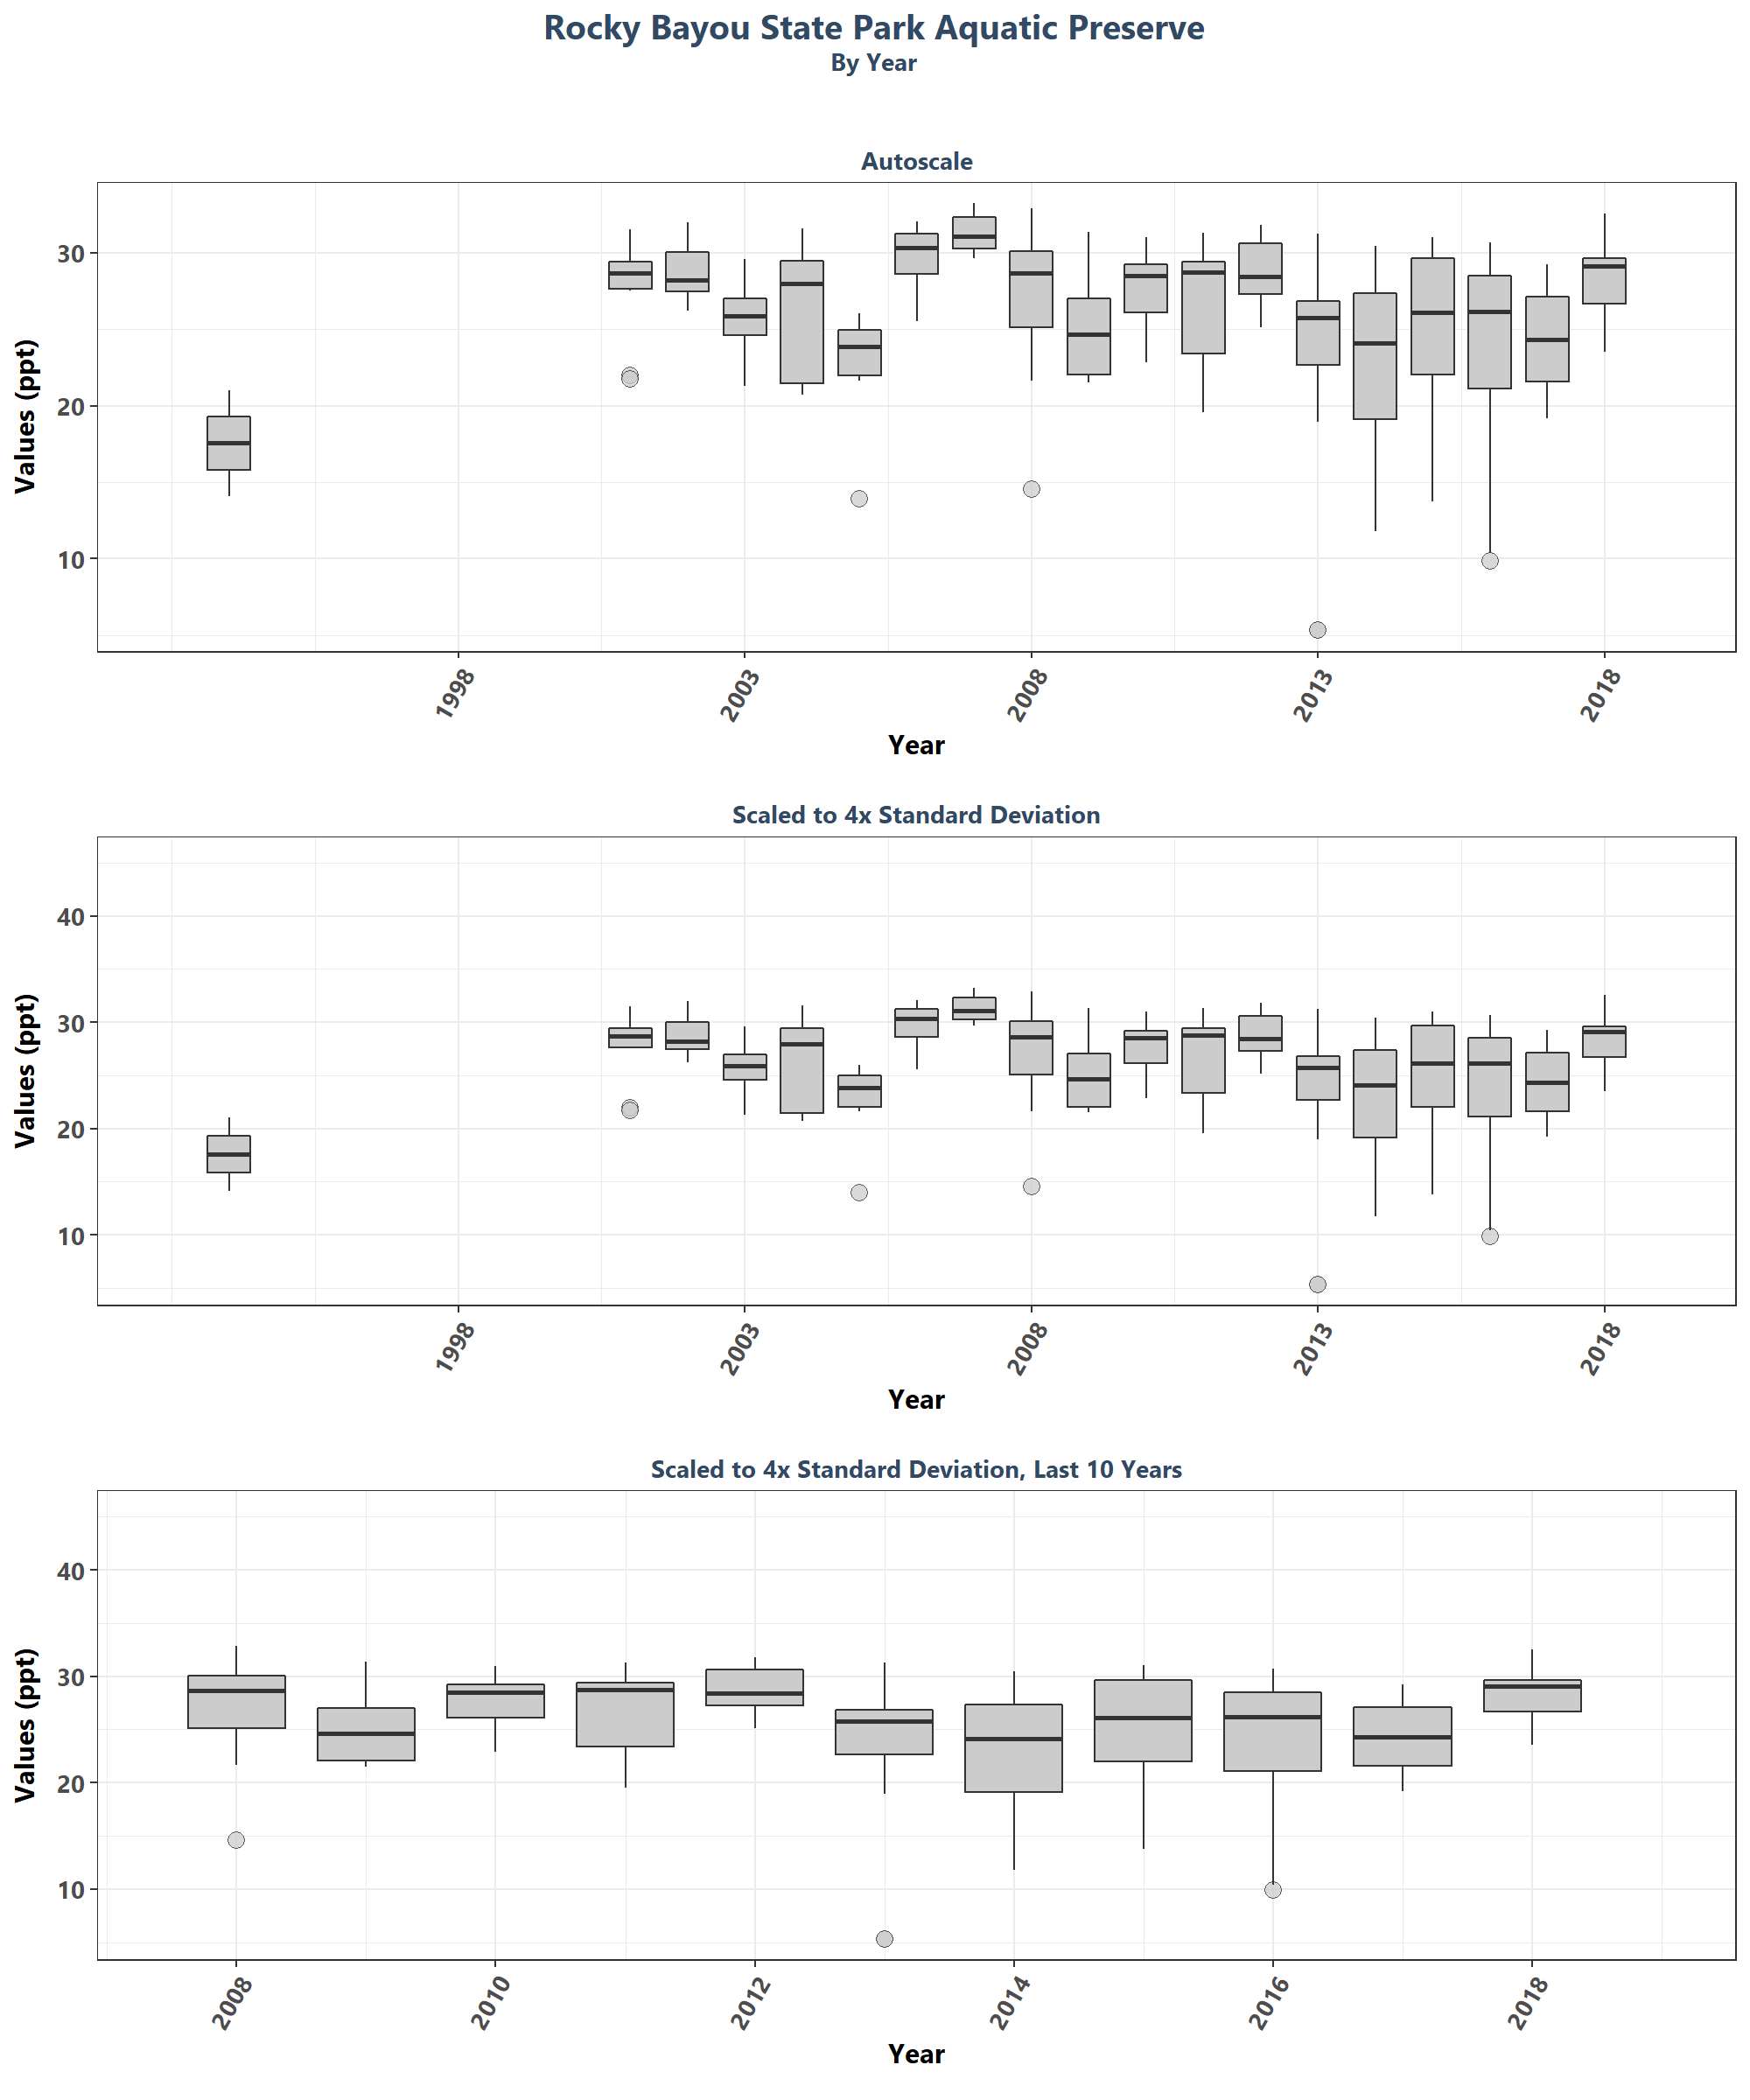 Rocky Bayou State Park Aquatic Preserve
By Year
Autoscale
Values (ppt)
30
20
10
1998
2003
2008
2013
2018
Year
Scaled to 4x Standard Deviation
Values (ppt)
40
30
20
10
1998
2003
2008
2013
2018
Year
Scaled to 4x Standard Deviation, Last 10 Years
Values (ppt)
40
30
20
10
2008
2010
2012
2014
2016
2018
Year